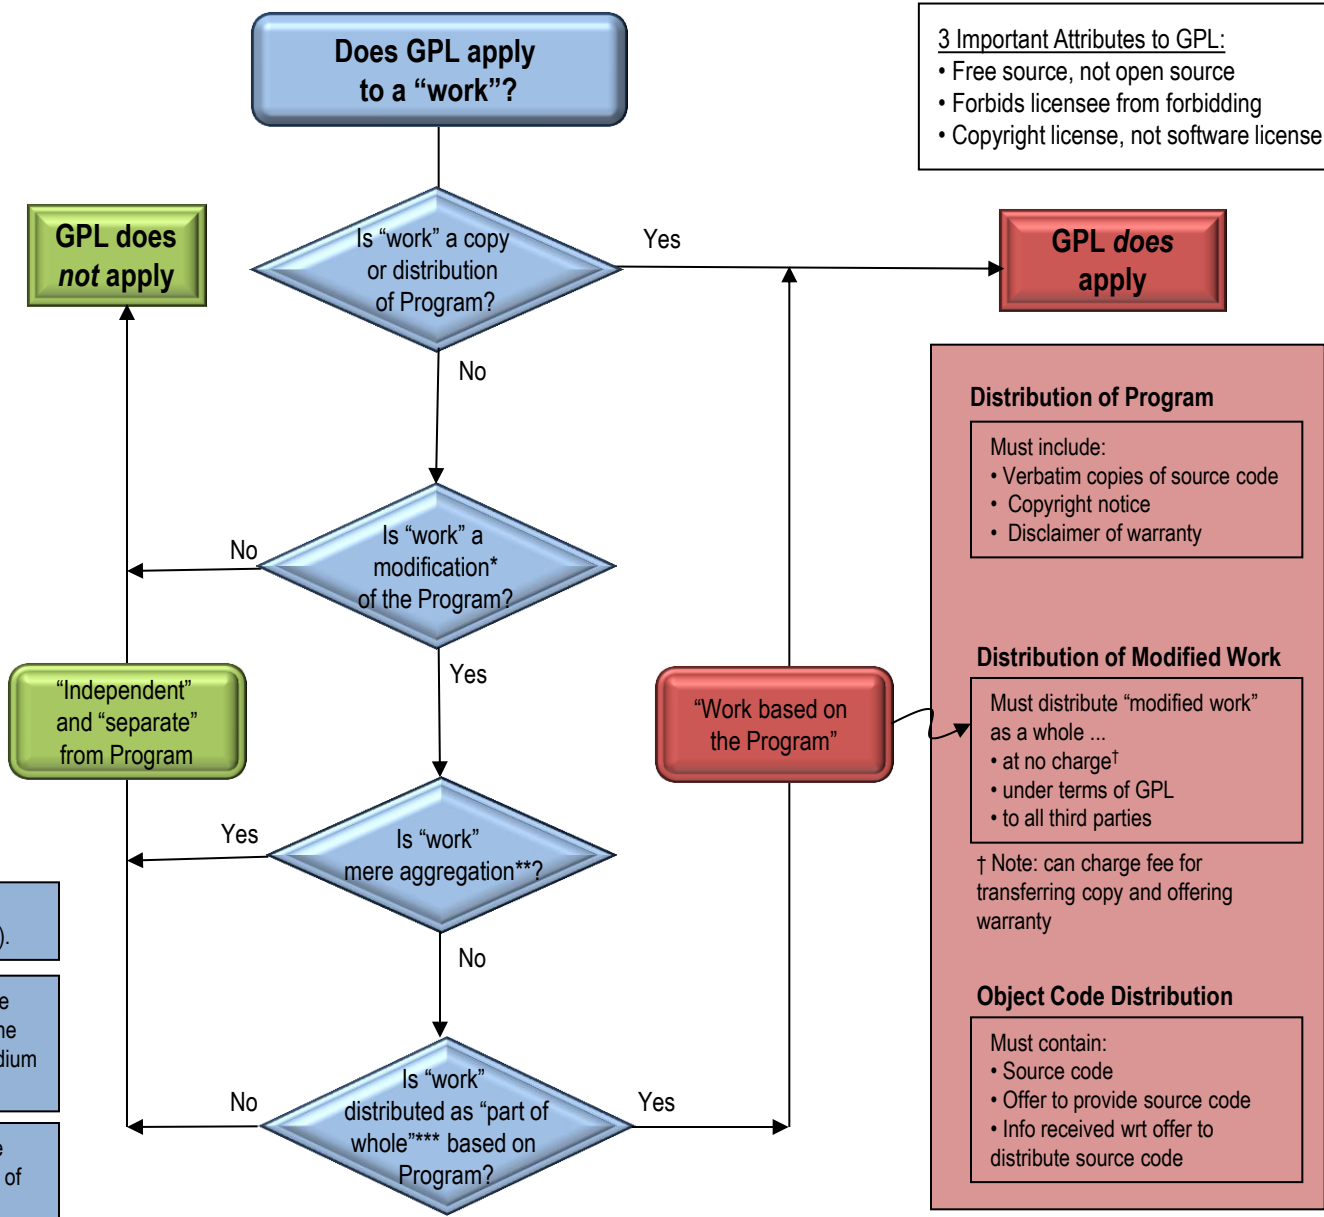 Does GPL apply
to a “work”?
3 Important Attributes to GPL:
• Free source, not open source
• Forbids licensee from forbidding
• Copyright license, not software license
GPL does
not apply
Is “work” a copy
or distribution
of Program?
Yes
GPL does
apply
No
Distribution of Program
Must include:
• Verbatim copies of source code
• Copyright notice
• Disclaimer of warranty
No
Is “work” a
modification*
of the Program?
Yes
“Independent”
and “separate”
from Program
“Work based on
the Program”
Distribution of Modified Work
Must distribute “modified work”
as a whole ...
• at no charge†
• under terms of GPL
• to all third parties
† Note: can charge fee for
transferring copy and offering
warranty
Yes
Is “work”
mere aggregation**?
No
).
e
ne
dium
e
of
No
Is “work”
distributed as “part of
whole”*** based on
Program?
Yes
Object Code Distribution
Must contain:
• Source code
• Offer to provide source code
• Info received wrt offer to
distribute source code